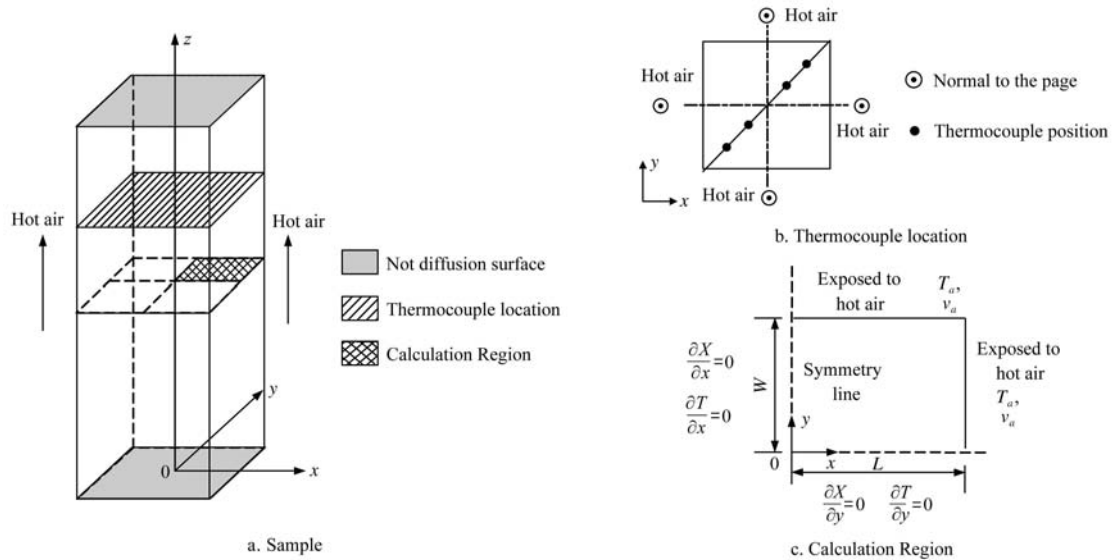 z
Hot air
Hot air
y
0
x
Not diffusion surface
Thermocouple location
Calculation Region
a. Sample
Hot air
Hot air
Hot air
Hot air
y
x
Normal to the page
Thermocouple position
b. Thermocouple location
Exposed to
hot air
T_a,
v_a
∂X/∂x=0
∂T/∂x=0
W
Symmetry
line
Exposed to
hot air
T_a,
v_a
y
0
x
L
∂X/∂y=0 ∂T/∂y=0
c. Calculation Region